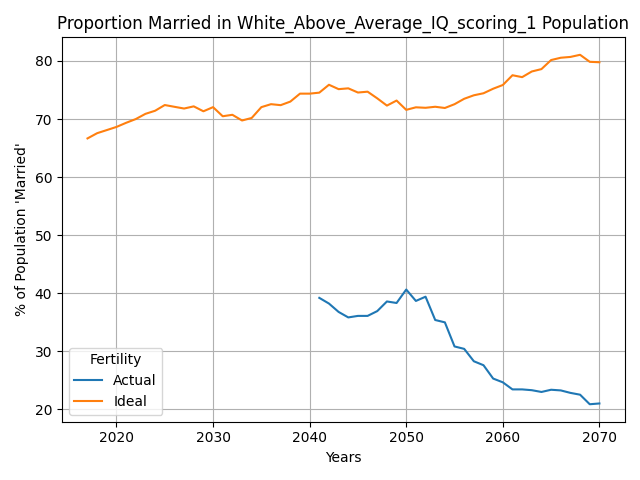 Proportion Married in White_Above_Average_IQ_scoring_1 Population
% of Population 'Married'
80
70
60
50
40
30
20
Fertility
Actual
Ideal
2020 2030 2040 2050 2060 2070
Years